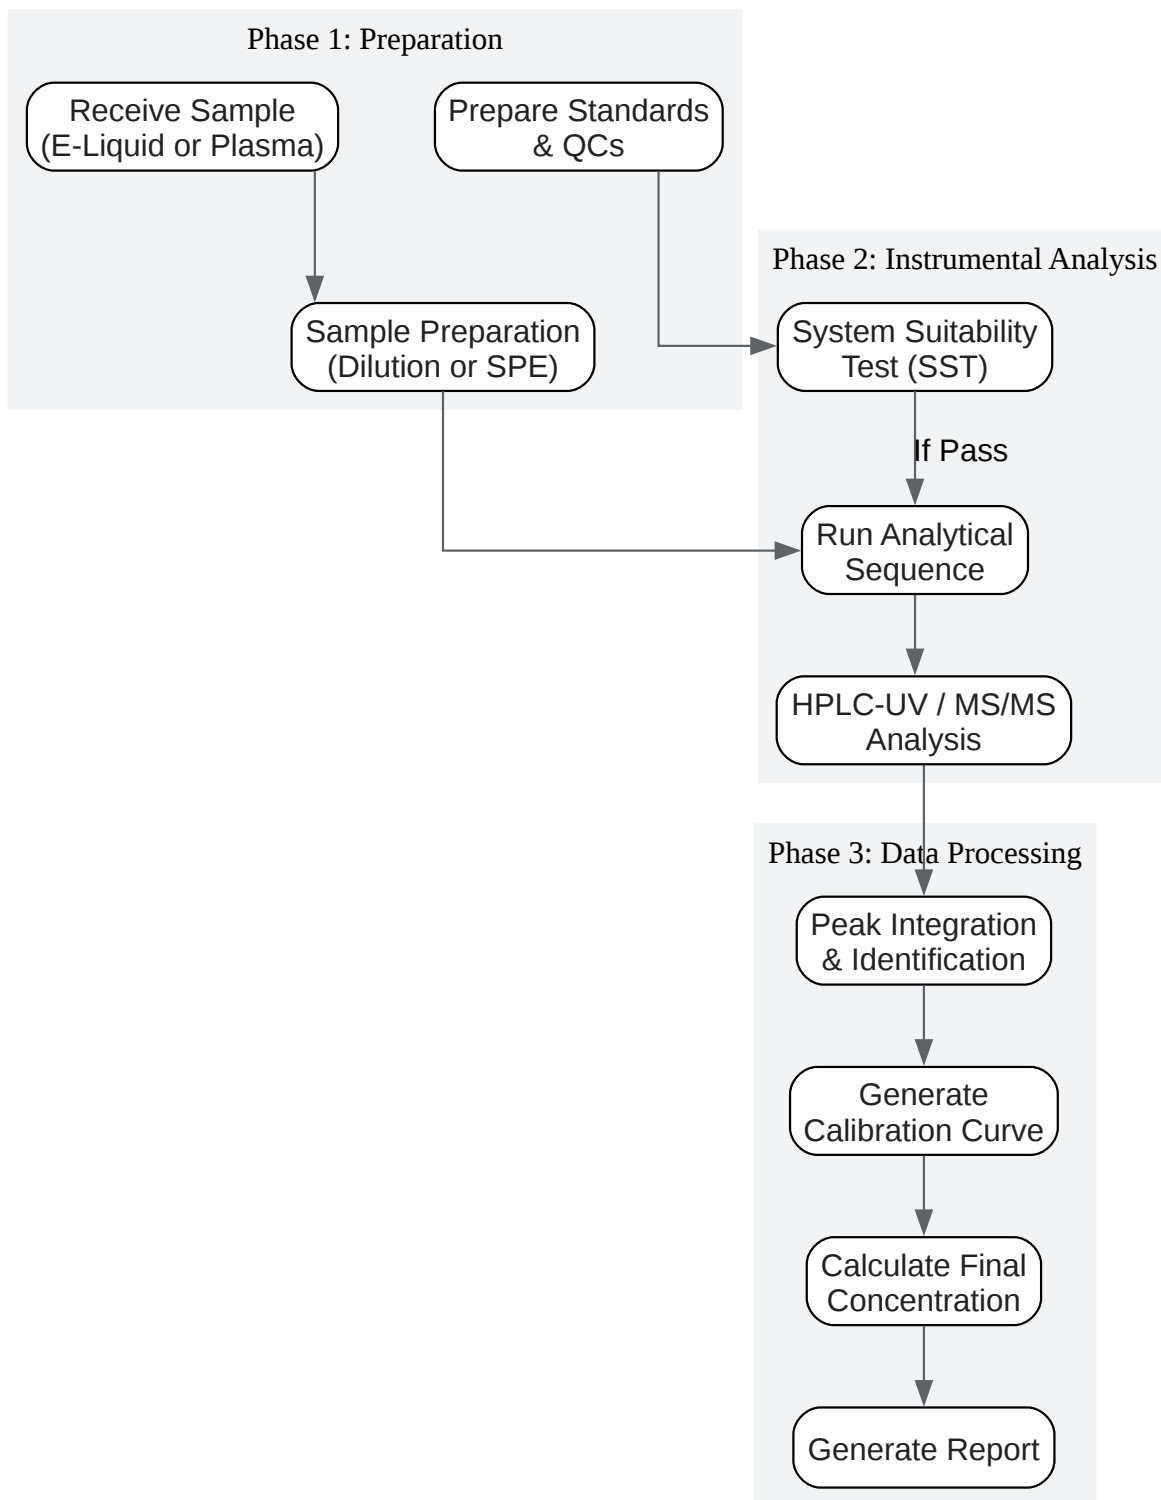 Phase 1: Preparation
Receive Sample
(E-Liquid or Plasma)
Prepare Standards
& QCs
Sample Preparation
(Dilution or SPE)
Phase 2: Instrumental Analysis
System Suitability
Test (SST)
If Pass
Run Analytical
Sequence
HPLC-UV / MS/MS
Analysis
Phase 3: Data Processing
Peak Integration
& Identification
Generate
Calibration Curve
Calculate Final
Concentration
Generate Report